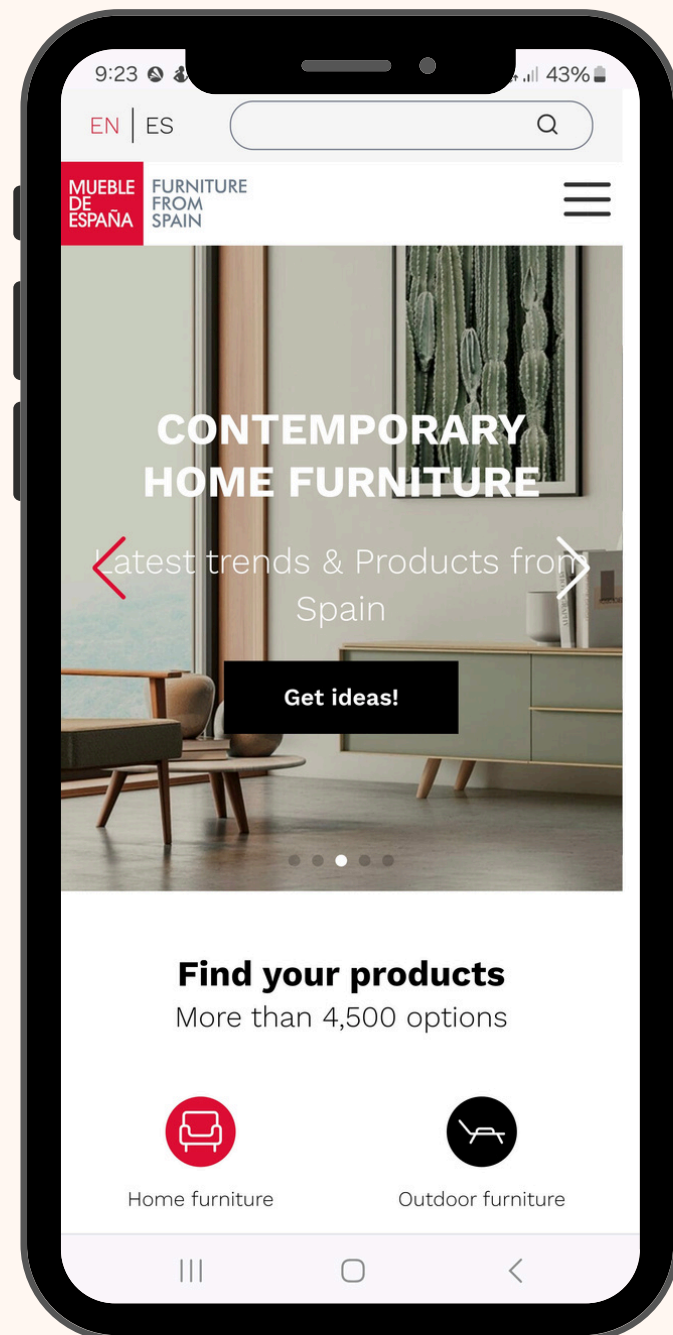 9:23
43%
EN | ES
MUEBLE
DE
ESPAÑA
FURNITURE
FROM
SPAIN
CONTEMPORARY
HOME FURNITURE
Latest trends & Products from
Spain
Get ideas!
Find your products
More than 4,500 options
Home furniture
Outdoor furniture